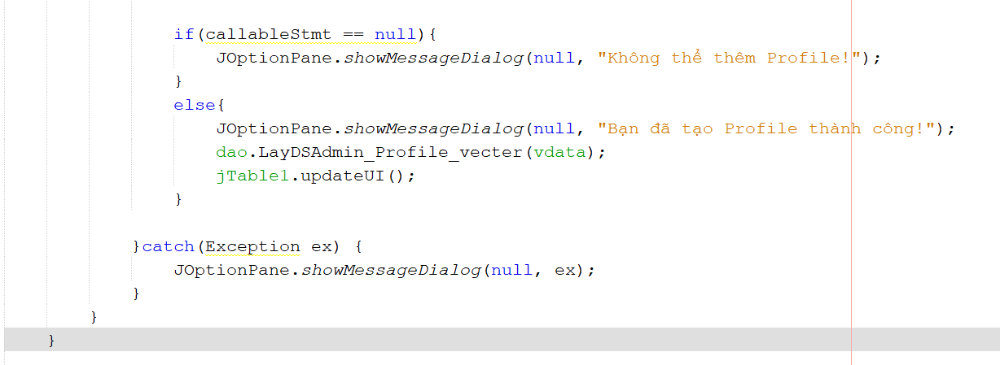 if(callableStmt == null){
JOptionPane.showMessageDialog(null, "Không thể thêm Profile!");
}
else{
JOptionPane.showMessageDialog(null, "Bạn đã tạo Profile thành công!");
dao.LayDSAdmin_Profile_vecter(vdata);
jTable1.updateUI();
}
}catch(Exception ex) {
JOptionPane.showMessageDialog(null, ex);
}
}
}